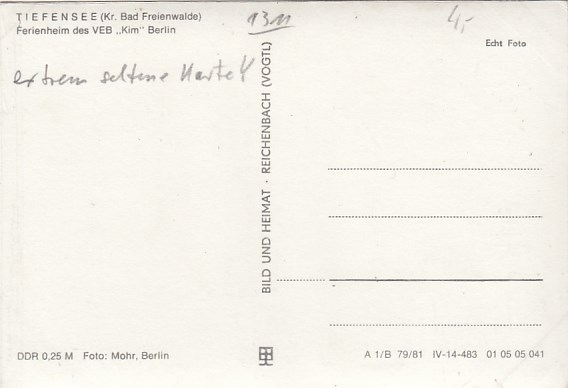 TIEFENSEE (Kr. Bad Freienwalde)
Ferienheim des VEB „Kim" Berlin
1311
4,-
Echt Foto
extrem seltene Karte!
BILD UND HEIMAT · REICHENBACH (VOGTL)
DDR 0,25 M Foto: Mohr, Berlin
A 1/B 79/81 IV-14-483 01 05 05 041